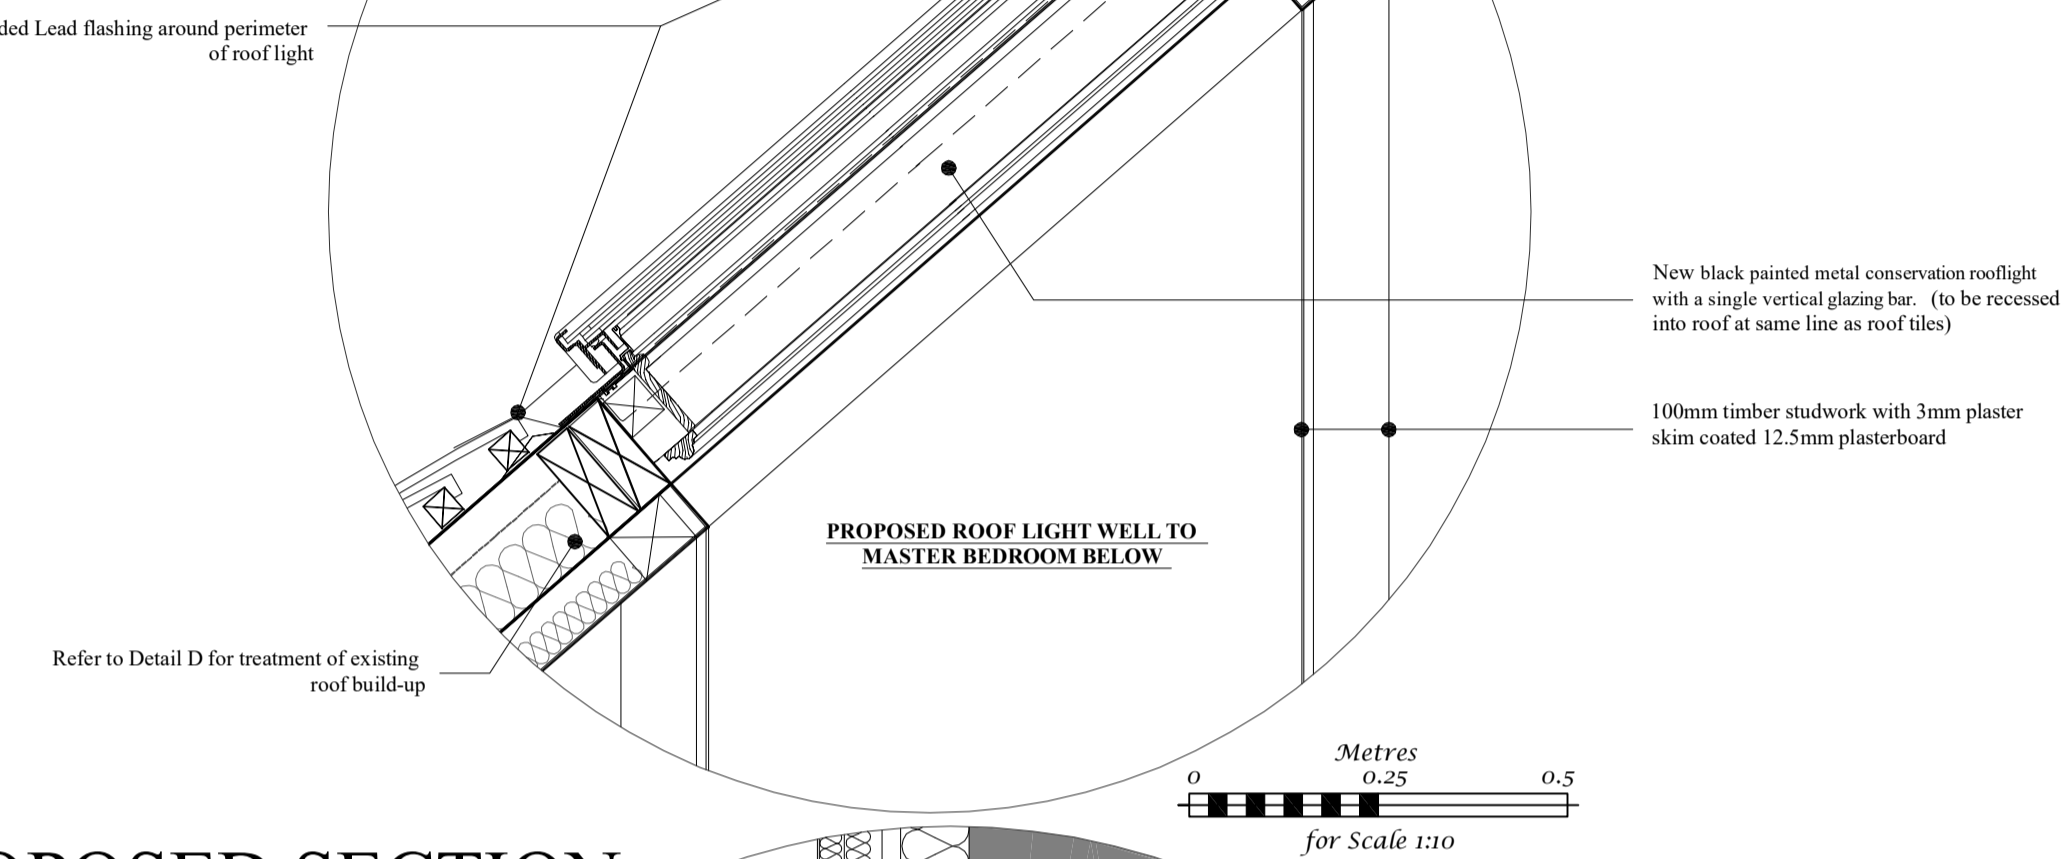 Lead flashing around perimeter
of roof light
New black painted metal conservation rooflight
with a single vertical glazing bar. (to be recessed
into roof at same line as roof tiles)
100mm timber studwork with 3mm plaster
skim coated 12.5mm plasterboard
PROPOSED ROOF LIGHT WELL TO
MASTER BEDROOM BELOW
Refer to Detail D for treatment of existing
roof build-up
Metres
0 0.25 0.5
for Scale 1:10
SECTION